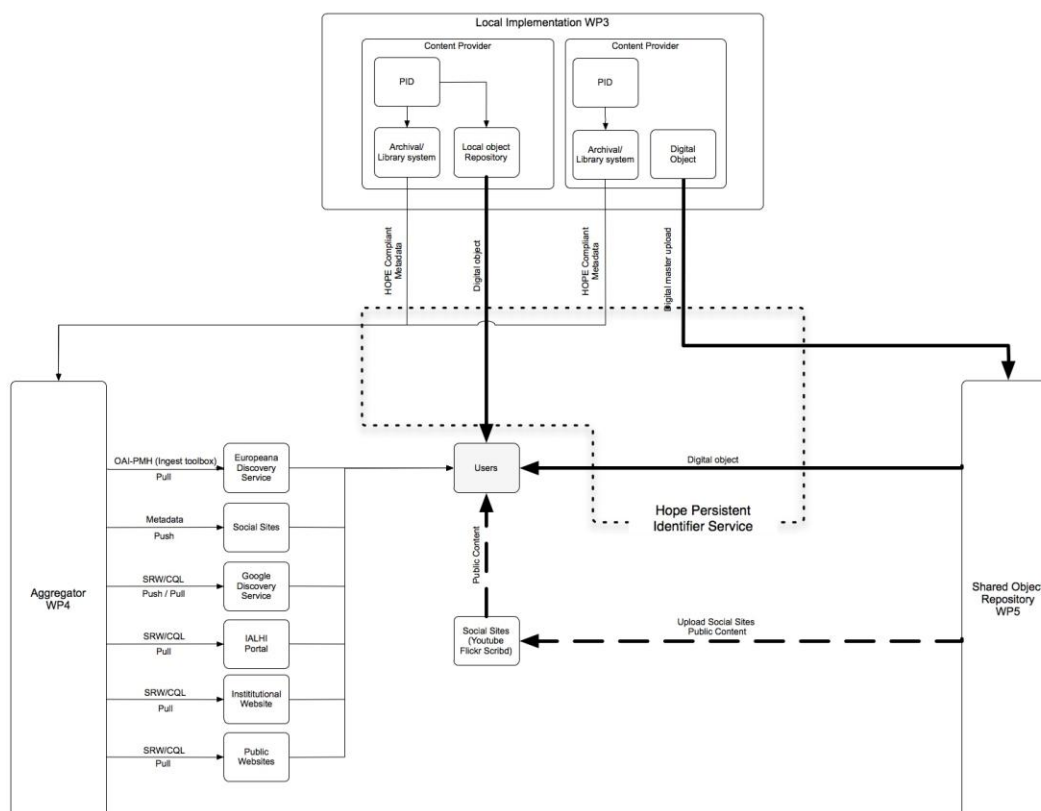 Local Implementation WP3
Content Provider
Content Provider
PID
PID
Archival/
Library system
Local object
Repository
Archival/
Library system
Digital
Object
HOPE Compliant
Metadata
Digital object
HOPE Compliant
Metadata
Digital master upload
Aggregator
WP4
OAI-PMH (Ingest toolbox)
Pull
Europeana
Discovery
Service
Metadata
Push
Social Sites
SRW/CQL
Push / Pull
Google
Discovery
Service
SRW/CQL
Pull
IALHI
Portal
SRW/CQL
Pull
Instititutional
Website
SRW/CQL
Pull
Public
Websites
Users
Digital object
Hope Persistent
Identifier Service
Public Content
Social Sites
(Youtube
Flickr Scribd)
Upload Social Sites
Public Content
Shared Object
Repository
WP5